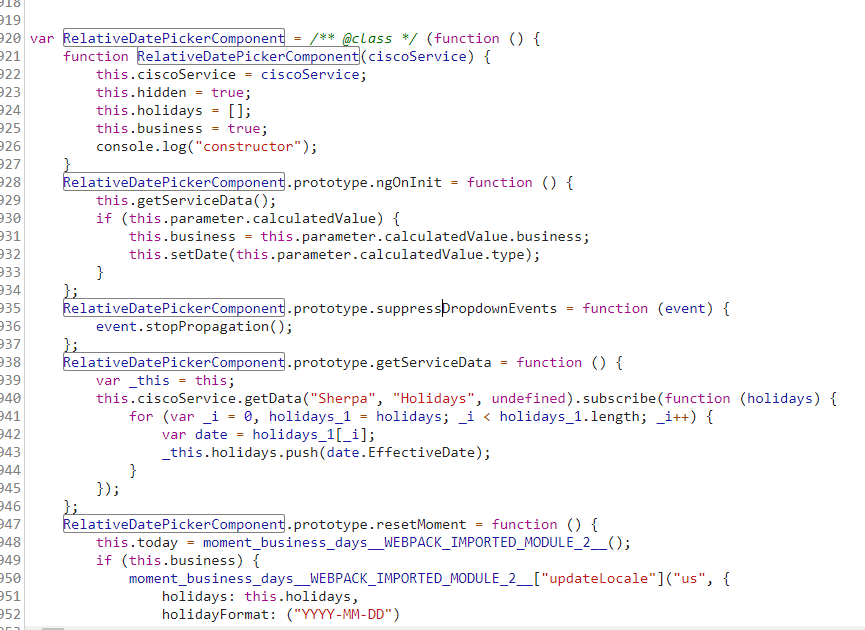 918
919
920 var RelativeDatePickerComponent = /** @class */ (function () {
921     function RelativeDatePickerComponent(ciscoService) {
922         this.ciscoService = ciscoService;
923         this.hidden = true;
924         this.holidays = [];
925         this.business = true;
926         console.log("constructor");
927     }
928     RelativeDatePickerComponent.prototype.ngOnInit = function () {
929         this.getServiceData();
930         if (this.parameter.calculatedValue) {
931             this.business = this.parameter.calculatedValue.business;
932             this.setDate(this.parameter.calculatedValue.type);
933         }
934     };
935     RelativeDatePickerComponent.prototype.suppressDropdownEvents = function (event) {
936         event.stopPropagation();
937     };
938     RelativeDatePickerComponent.prototype.getServiceData = function () {
939         var _this = this;
940         this.ciscoService.getData("Sherpa", "Holidays", undefined).subscribe(function (holidays) {
941             for (var _i = 0, holidays_1 = holidays; _i < holidays_1.length; _i++) {
942                 var date = holidays_1[_i];
943                 _this.holidays.push(date.EffectiveDate);
944             }
945         });
946     };
947     RelativeDatePickerComponent.prototype.resetMoment = function () {
948         this.today = moment_business_days__WEBPACK_IMPORTED_MODULE_2__();
949         if (this.business) {
950             moment_business_days__WEBPACK_IMPORTED_MODULE_2__["updateLocale"]("us", {
951                 holidays: this.holidays,
952                 holidayFormat: ("YYYY-MM-DD")